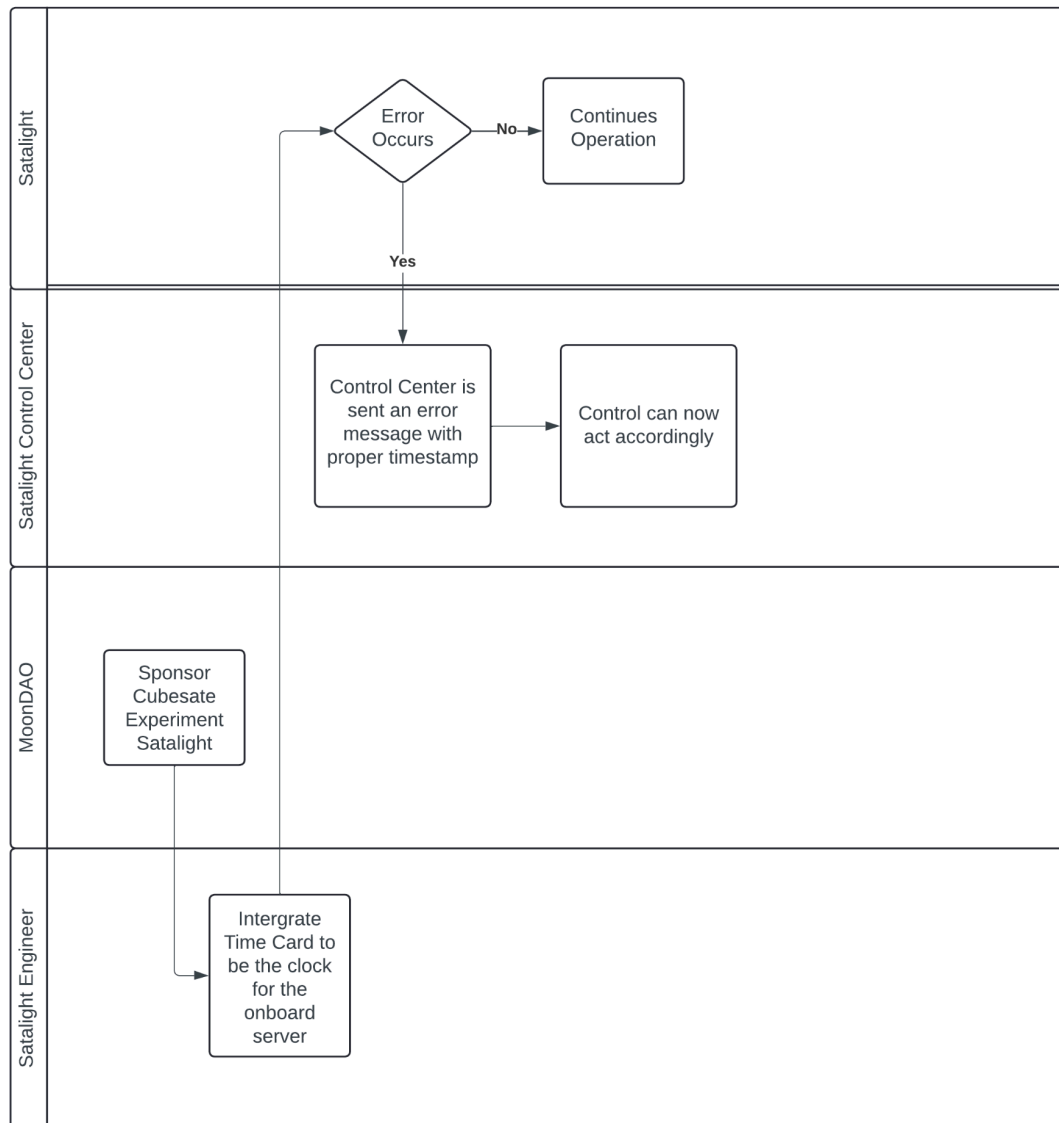 Satalight
Error
Occurs
No
Continues
Operation
Yes
Satalight Control Center
Control Center is
sent an error
message with
proper timestamp
Control can now
act accordingly
MoonDAO
Sponsor
Cubesate
Experiment
Satalight
Satalight Engineer
Intergrate
Time Card to
be the clock
for the
onboard
server